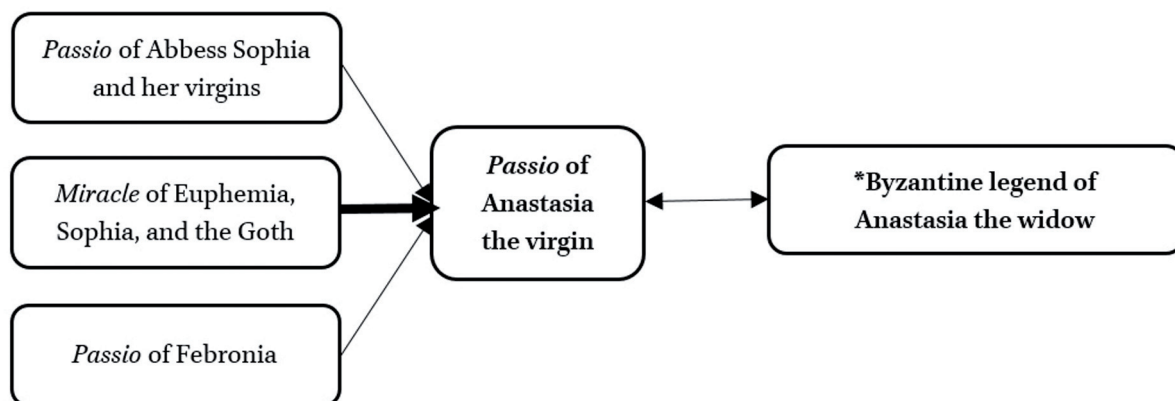 Passio of Abbess Sophia
and her virgins
Miracle of Euphemia,
Sophia, and the Goth
Passio of Febronia
Passio of
Anastasia
the virgin
*Byzantine legend of
Anastasia the widow